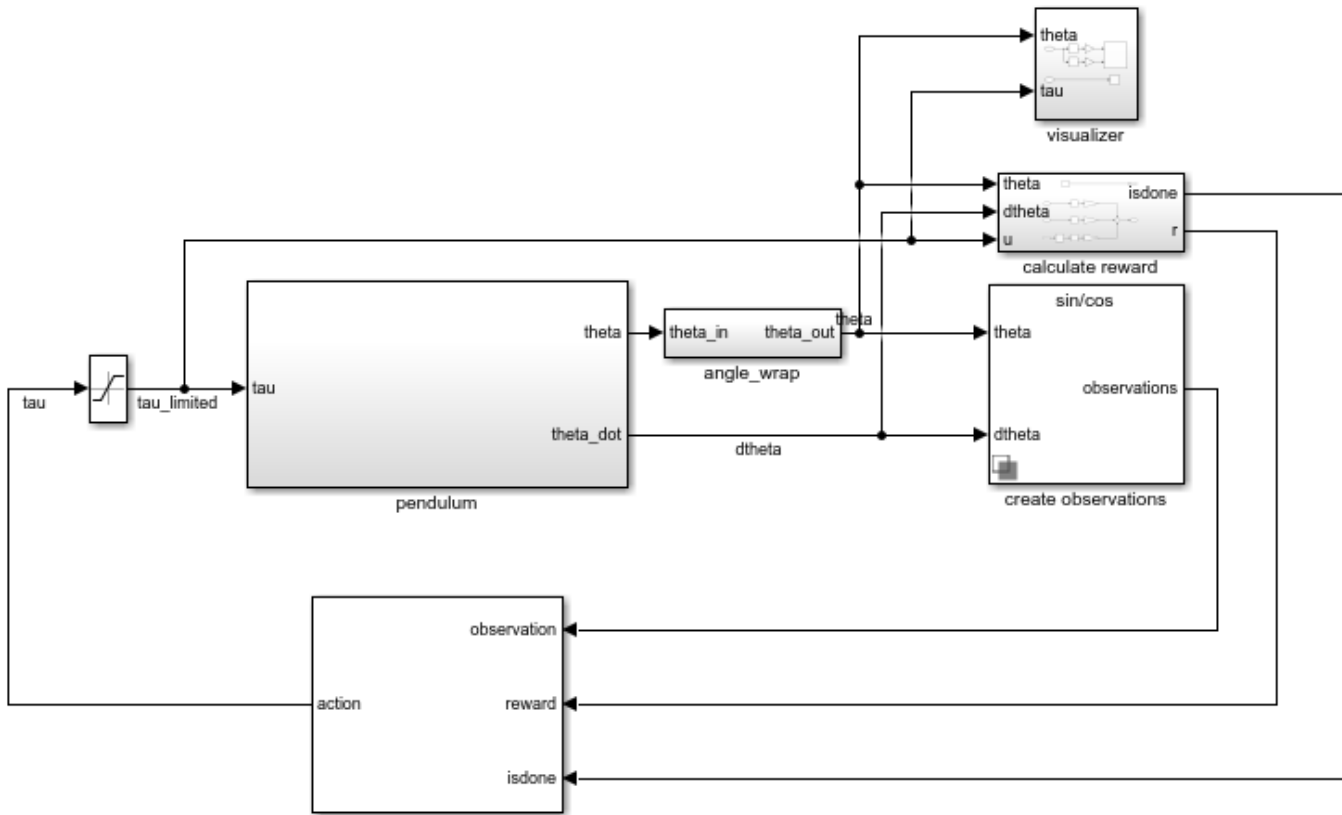 theta
tau
visualizer
theta
dtheta
u
isdone
r
calculate reward
sin/cos
theta
dtheta
observations
create observations
theta_in
theta_out
angle_wrap
theta
tau
theta
theta_dot
pendulum
dtheta
tau
tau_limited
observation
reward
isdone
action